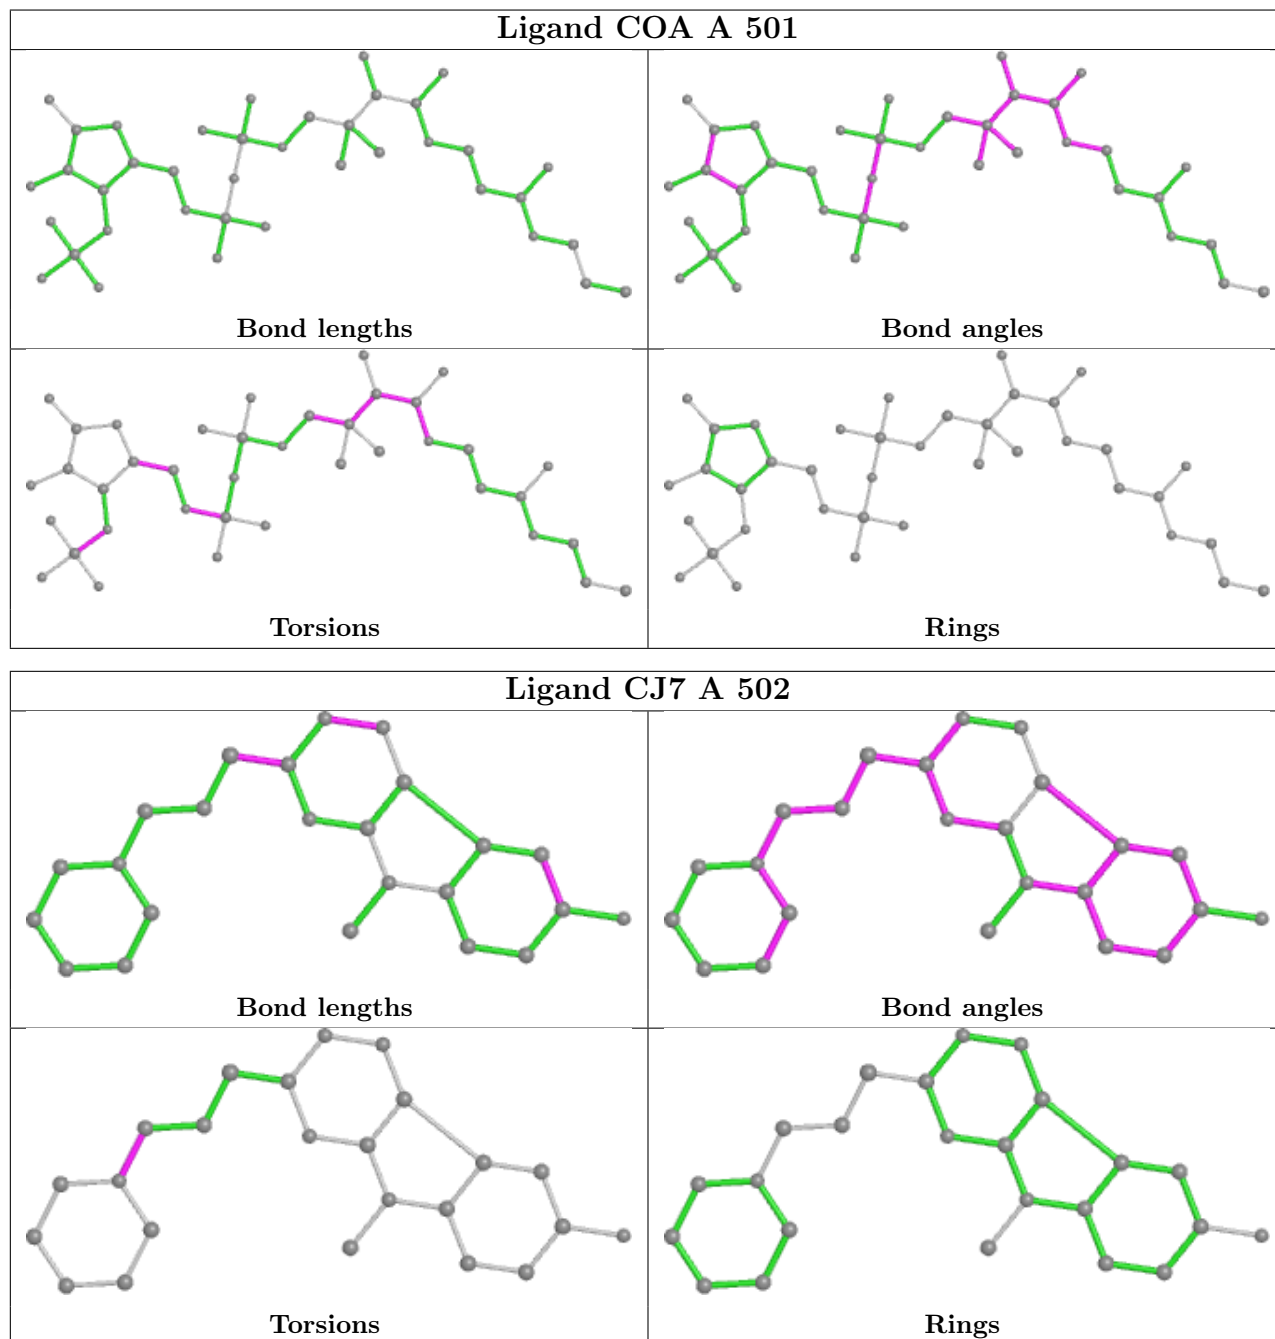 Ligand COA A 501
Bond lengths
Bond angles
Torsions
Rings
Ligand CJ7 A 502
Bond lengths
Bond angles
Torsions
Rings